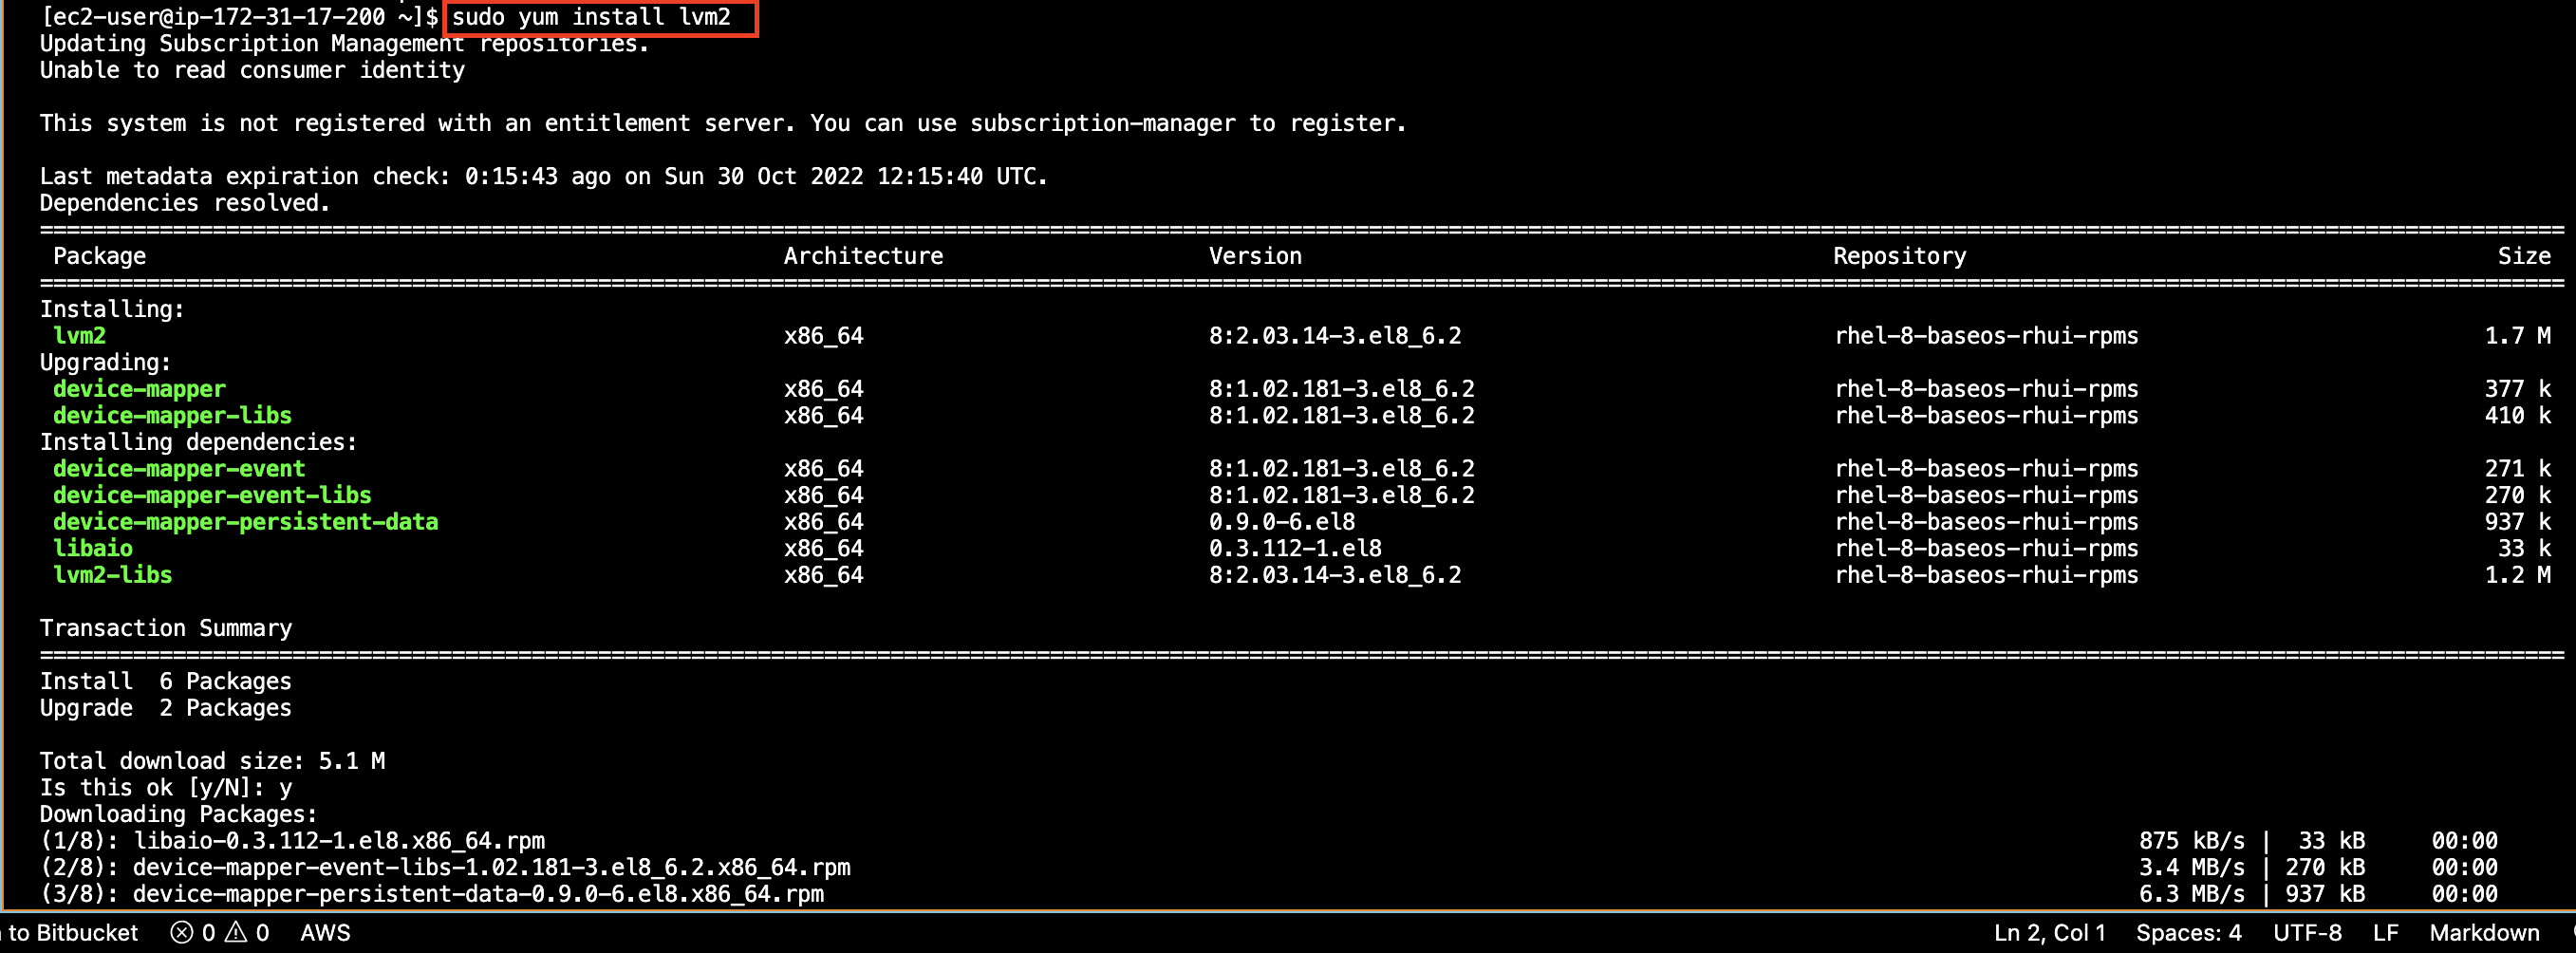 [ec2-user@ip-172-31-17-200 ~]$ sudo yum install lvm2
Updating Subscription Management repositories.
Unable to read consumer identity
This system is not registered with an entitlement server. You can use subscription-manager to register.
Last metadata expiration check: 0:15:43 ago on Sun 30 Oct 2022 12:15:40 UTC.
Dependencies resolved.
================================================================================
Package Architecture Version Repository Size
================================================================================
Installing:
lvm2 x86_64 8:2.03.14-3.el8_6.2 rhel-8-baseos-rhui-rpms 1.7 M
Upgrading:
device-mapper x86_64 8:1.02.181-3.el8_6.2 rhel-8-baseos-rhui-rpms 377 k
device-mapper-libs x86_64 8:1.02.181-3.el8_6.2 rhel-8-baseos-rhui-rpms 410 k
Installing dependencies:
device-mapper-event x86_64 8:1.02.181-3.el8_6.2 rhel-8-baseos-rhui-rpms 271 k
device-mapper-event-libs x86_64 8:1.02.181-3.el8_6.2 rhel-8-baseos-rhui-rpms 270 k
device-mapper-persistent-data x86_64 0.9.0-6.el8 rhel-8-baseos-rhui-rpms 937 k
libaio x86_64 0.3.112-1.el8 rhel-8-baseos-rhui-rpms 33 k
lvm2-libs x86_64 8:2.03.14-3.el8_6.2 rhel-8-baseos-rhui-rpms 1.2 M
Transaction Summary
================================================================================
Install 6 Packages
Upgrade 2 Packages
Total download size: 5.1 M
Is this ok [y/N]: y
Downloading Packages:
(1/8): libaio-0.3.112-1.el8.x86_64.rpm 875 kB/s | 33 kB 00:00
(2/8): device-mapper-event-libs-1.02.181-3.el8_6.2.x86_64.rpm 3.4 MB/s | 270 kB 00:00
(3/8): device-mapper-persistent-data-0.9.0-6.el8.x86_64.rpm 6.3 MB/s | 937 kB 00:00
to Bitbucket 0 0 AWS Ln 2, Col 1 Spaces: 4 UTF-8 LF Markdown